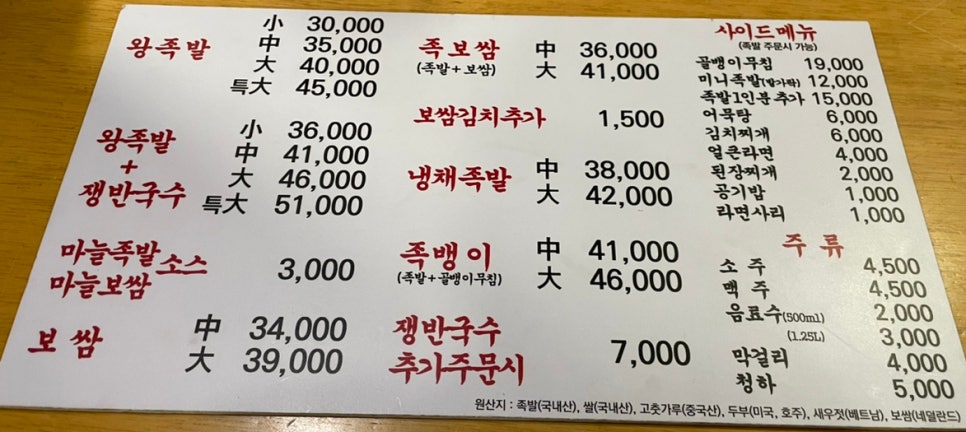 왕족발
小 30,000
中 35,000
大 40,000
특大 45,000
왕족발
+
쟁반국수
小 36,000
中 41,000
大 46,000
특大 51,000
마늘족발 소스
마늘보쌈
3,000
보쌈
中 34,000
大 39,000
족보쌈
(족발+보쌈)
中 36,000
大 41,000
보쌈김치추가 1,500
냉채족발
中 38,000
大 42,000
족뱅이
(족발+골뱅이무침)
中 41,000
大 46,000
쟁반국수
추가주문시
7,000
사이드메뉴
(족발 주문시 가능)
골뱅이무침 19,000
미니족발(발가락) 12,000
족발1인분추가 15,000
어묵탕 6,000
김치찌개 6,000
얼큰라면 4,000
된장찌개 2,000
공기밥 1,000
라면사리 1,000
주류
소주 4,500
맥주 4,500
음료수(500ml) 2,000
(1.25L) 3,000
막걸리 4,000
청하 5,000
원산지 : 족발(국내산), 쌀(국내산), 고춧가루(중국산), 두부(미국, 호주), 새우젓(베트남), 보쌈(네덜란드)